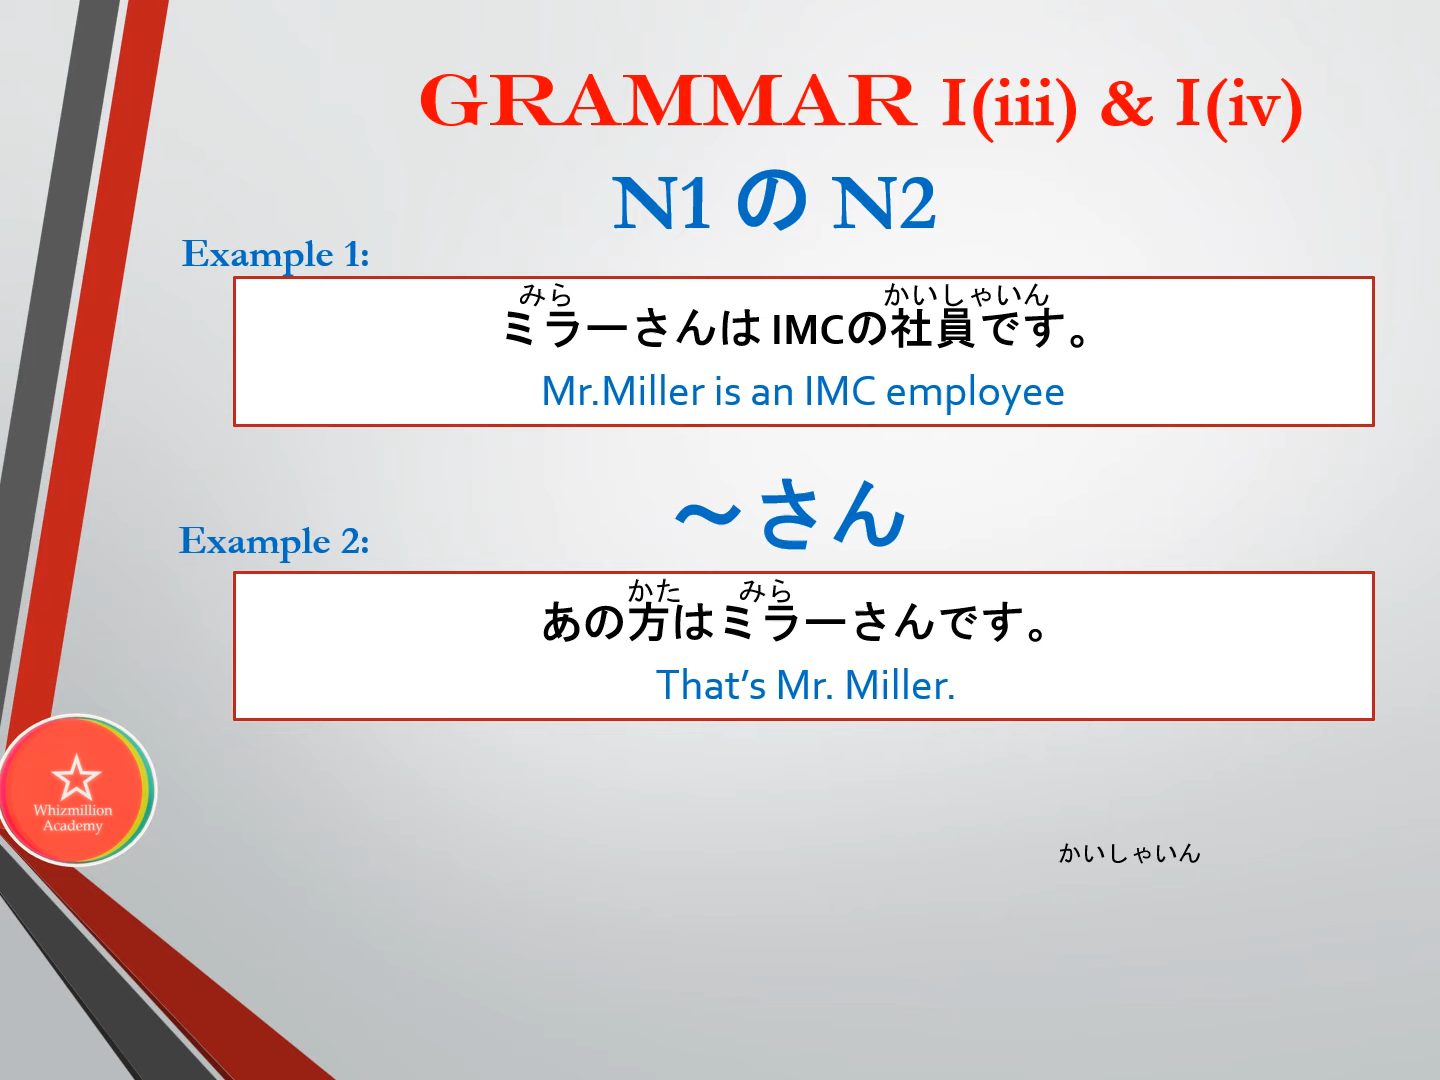 GRAMMAR I(iii) & I(iv)
N1 の N2
Example 1:
みら かいしゃいん
ミラーさんは IMCの社員です。
Mr.Miller is an IMC employee
～さん
Example 2:
かた みら
あの方はミラーさんです。
That’s Mr. Miller.
Whizmillion
Academy
かいしゃいん